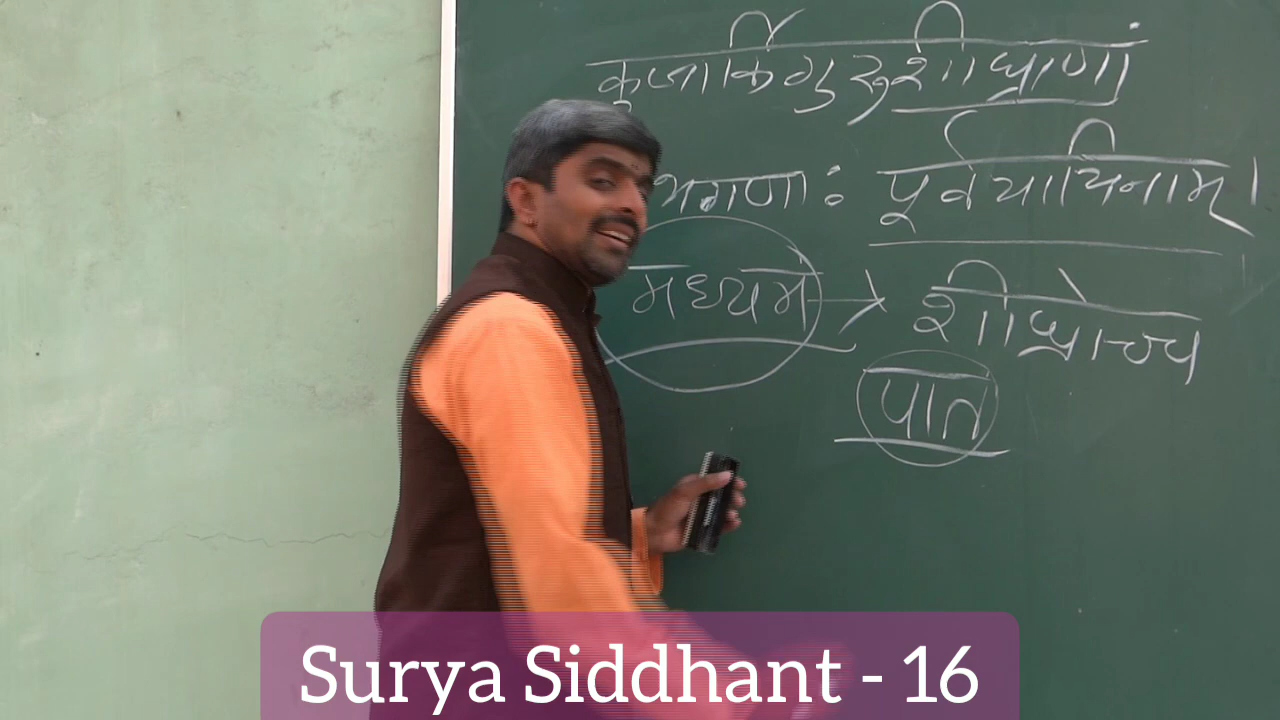 कुजार्किगुरुशीघ्राणां
भगणाः पूर्वयायिनाम्।
मध्यम → शीघ्रोच्च
पात
Surya Siddhant - 16